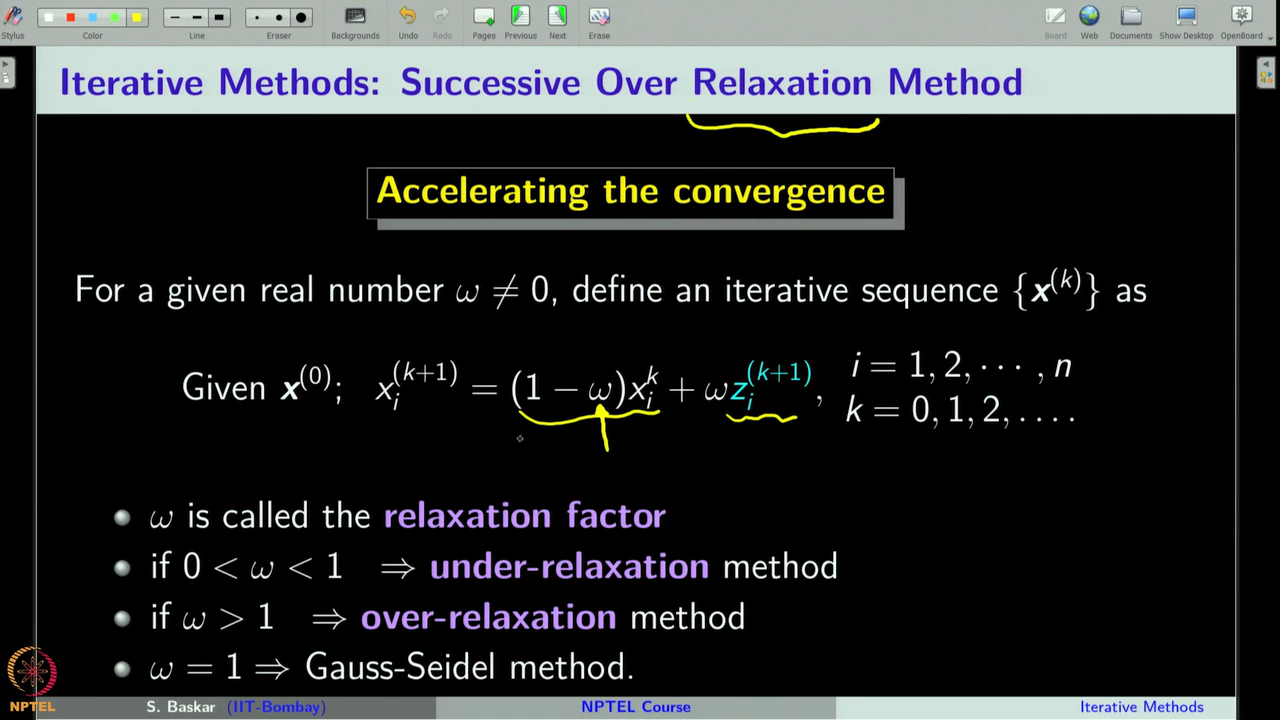 Stylus Color Line Eraser Backgrounds Undo Redo Pages Previous Next Erase Board Web Documents Show Desktop OpenBoard
Iterative Methods: Successive Over Relaxation Method
Accelerating the convergence
For a given real number ω ≠ 0, define an iterative sequence {x^(k)} as
Given x^(0); x_i^(k+1) = (1 − ω)x_i^k + ωz_i^(k+1), i = 1, 2, ⋯ , n
k = 0, 1, 2, . . . .
ω is called the relaxation factor
if 0 < ω < 1 ⇒ under-relaxation method
if ω > 1 ⇒ over-relaxation method
ω = 1 ⇒ Gauss-Seidel method.
NPTEL
S. Baskar (IIT-Bombay) NPTEL Course Iterative Methods